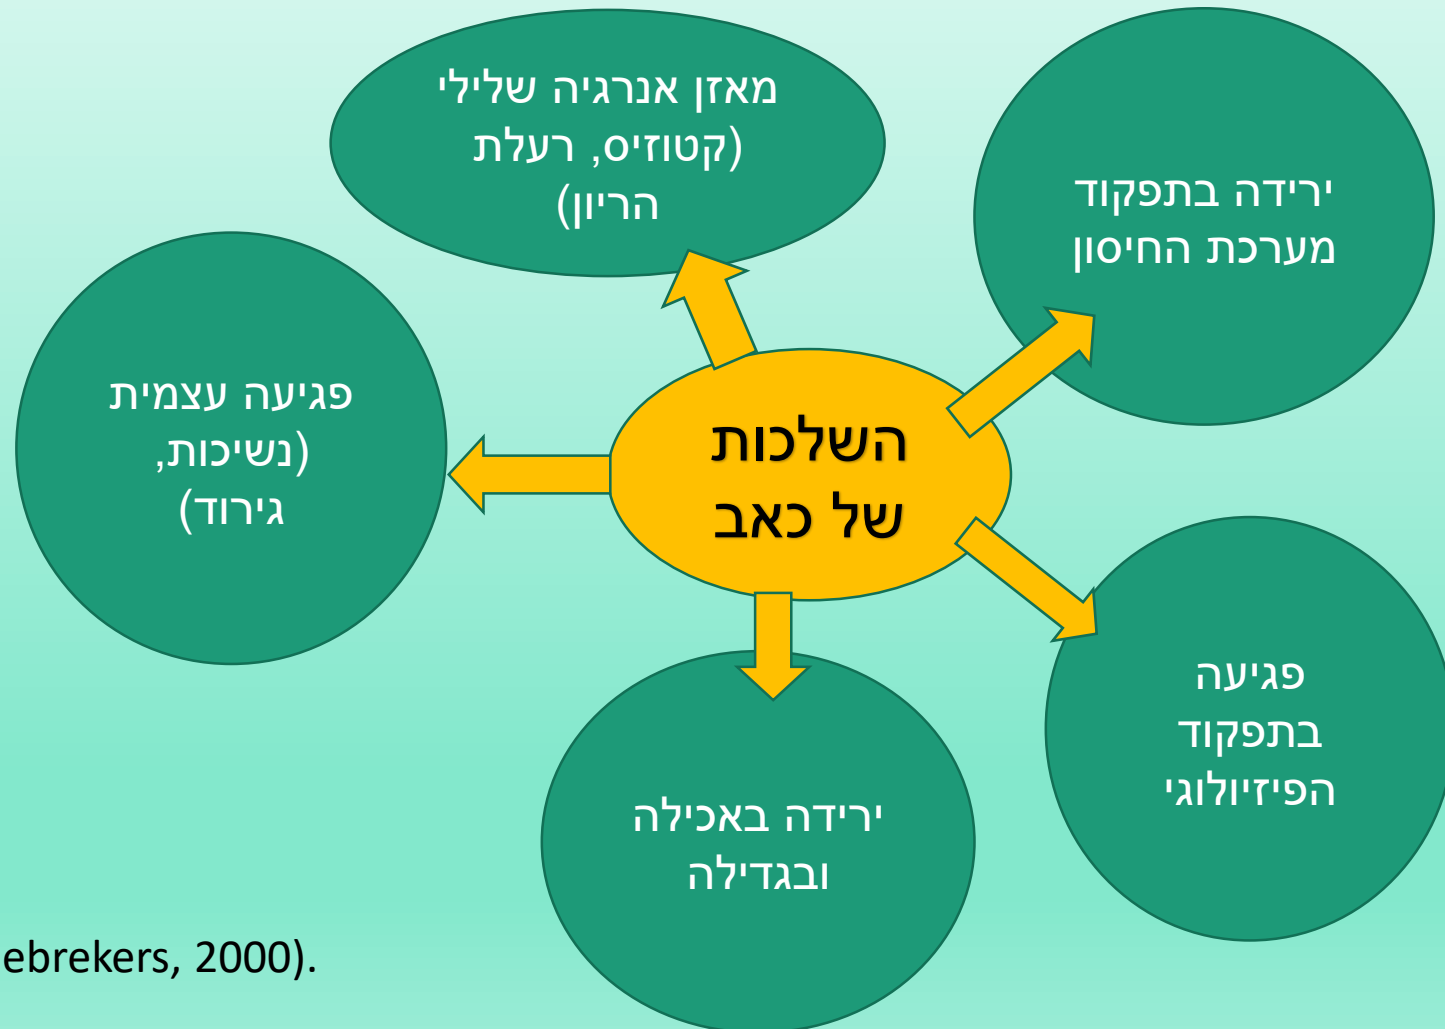 מאזן אנרגיה שלילי
(קטוזיס, רעלת
הריון)
ירידה בתפקוד
מערכת החיסון
פגיעה עצמית
(נשיכות,
גירוד)
השלכות
של כאב
פגיעה
בתפקוד
הפיזיולוגי
ירידה באכילה
ובגדילה
ebrekers, 2000).